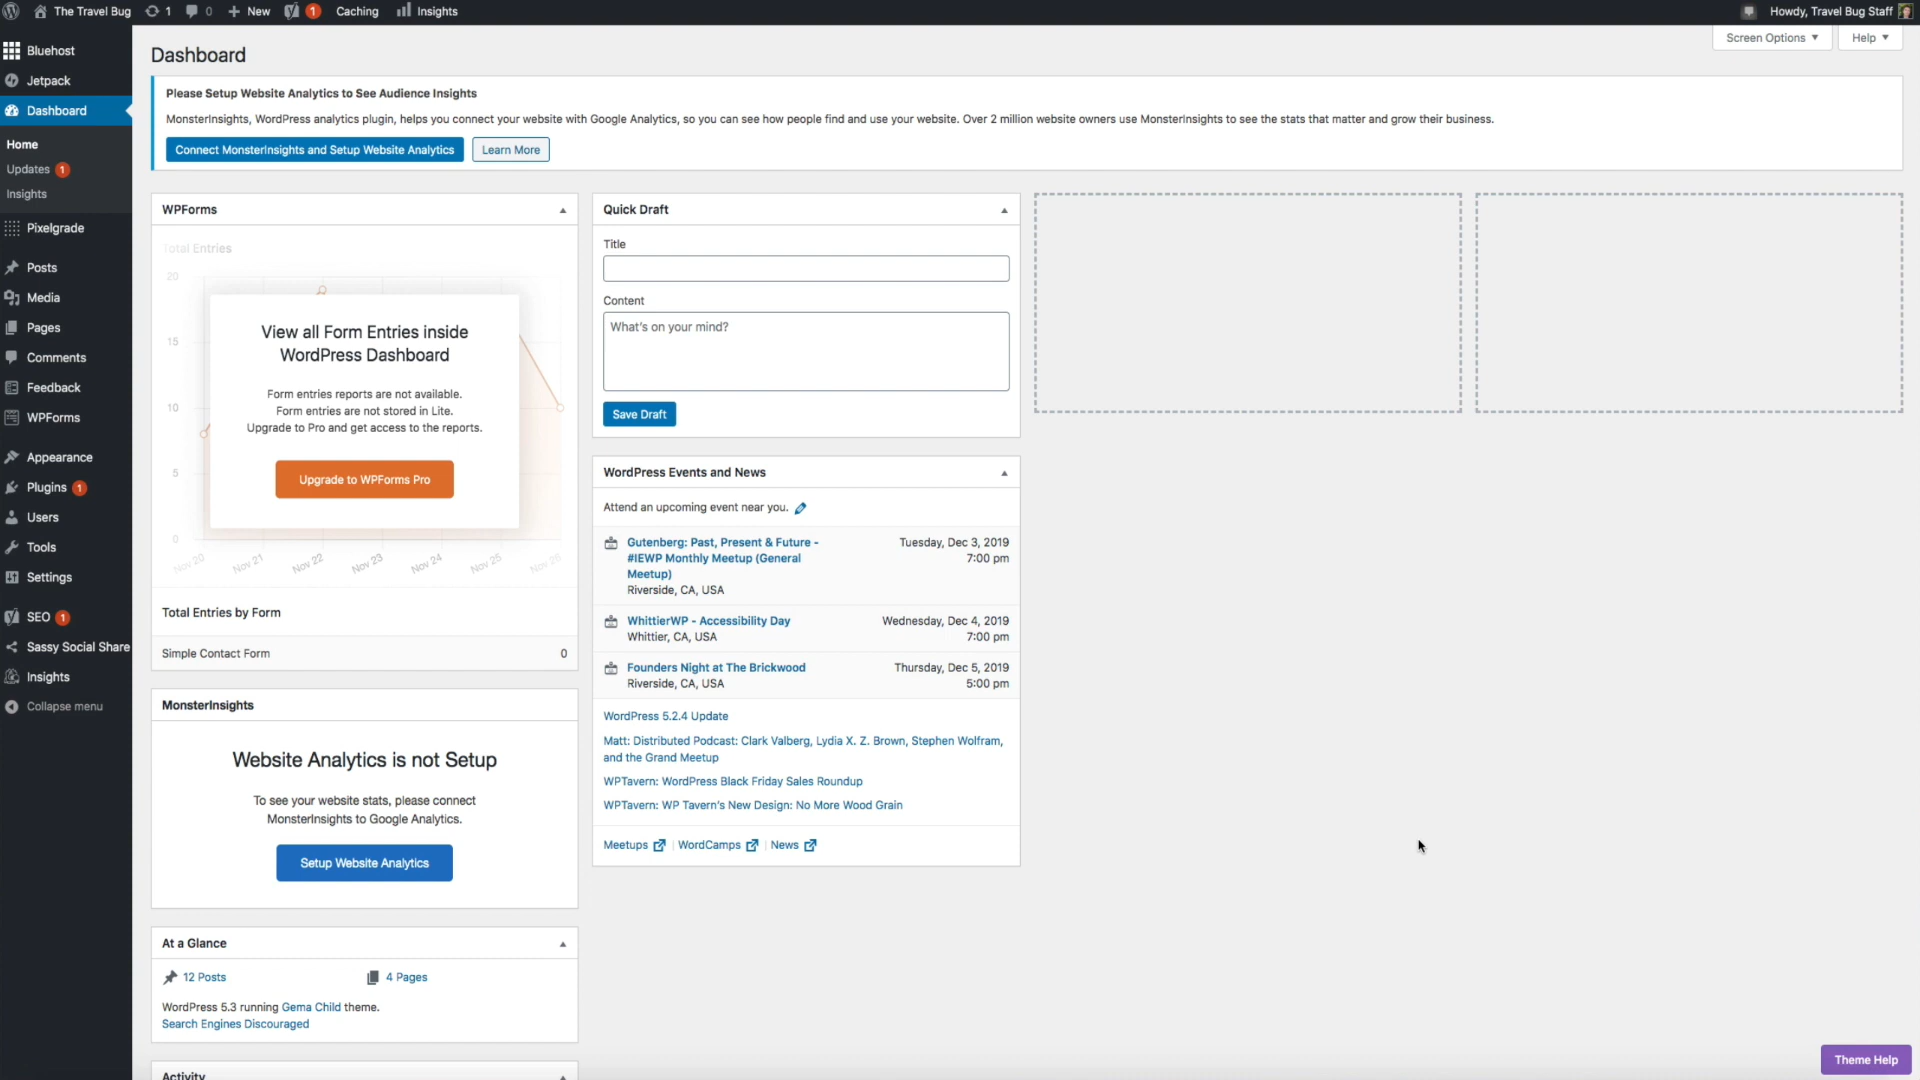 The Travel Bug 1 0 New 1 Caching Insights Howdy, Travel Bug Staff
Screen Options Help
Bluehost
Jetpack
Dashboard
Home
Updates 1
Insights
Pixelgrade
Posts
Media
Pages
Comments
Feedback
WPForms
Appearance
Plugins 1
Users
Tools
Settings
SEO 1
Sassy Social Share
Insights
Collapse menu
Dashboard
Please Setup Website Analytics to See Audience Insights
MonsterInsights, WordPress analytics plugin, helps you connect your website with Google Analytics, so you can see how people find and use your website. Over 2 million website owners use MonsterInsights to see the stats that matter and grow their business.
Connect MonsterInsights and Setup Website Analytics Learn More
WPForms
Total Entries
20
15
10
5
0
Nov 20 Nov 21 Nov 22 Nov 23 Nov 24 Nov 25 Nov 26
View all Form Entries inside
WordPress Dashboard
Form entries reports are not available.
Form entries are not stored in Lite.
Upgrade to Pro and get access to the reports.
Upgrade to WPForms Pro
Total Entries by Form
Simple Contact Form 0
MonsterInsights
Website Analytics is not Setup
To see your website stats, please connect
MonsterInsights to Google Analytics.
Setup Website Analytics
At a Glance
12 Posts 4 Pages
WordPress 5.3 running Gema Child theme.
Search Engines Discouraged
Activity
Quick Draft
Title
Content
What's on your mind?
Save Draft
WordPress Events and News
Attend an upcoming event near you.
Gutenberg: Past, Present & Future - Tuesday, Dec 3, 2019
#IEWP Monthly Meetup (General 7:00 pm
Meetup)
Riverside, CA, USA
WhittierWP - Accessibility Day Wednesday, Dec 4, 2019
Whittier, CA, USA 7:00 pm
Founders Night at The Brickwood Thursday, Dec 5, 2019
Riverside, CA, USA 5:00 pm
WordPress 5.2.4 Update
Matt: Distributed Podcast: Clark Valberg, Lydia X. Z. Brown, Stephen Wolfram,
and the Grand Meetup
WPTavern: WordPress Black Friday Sales Roundup
WPTavern: WP Tavern's New Design: No More Wood Grain
Meetups | WordCamps | News
Theme Help